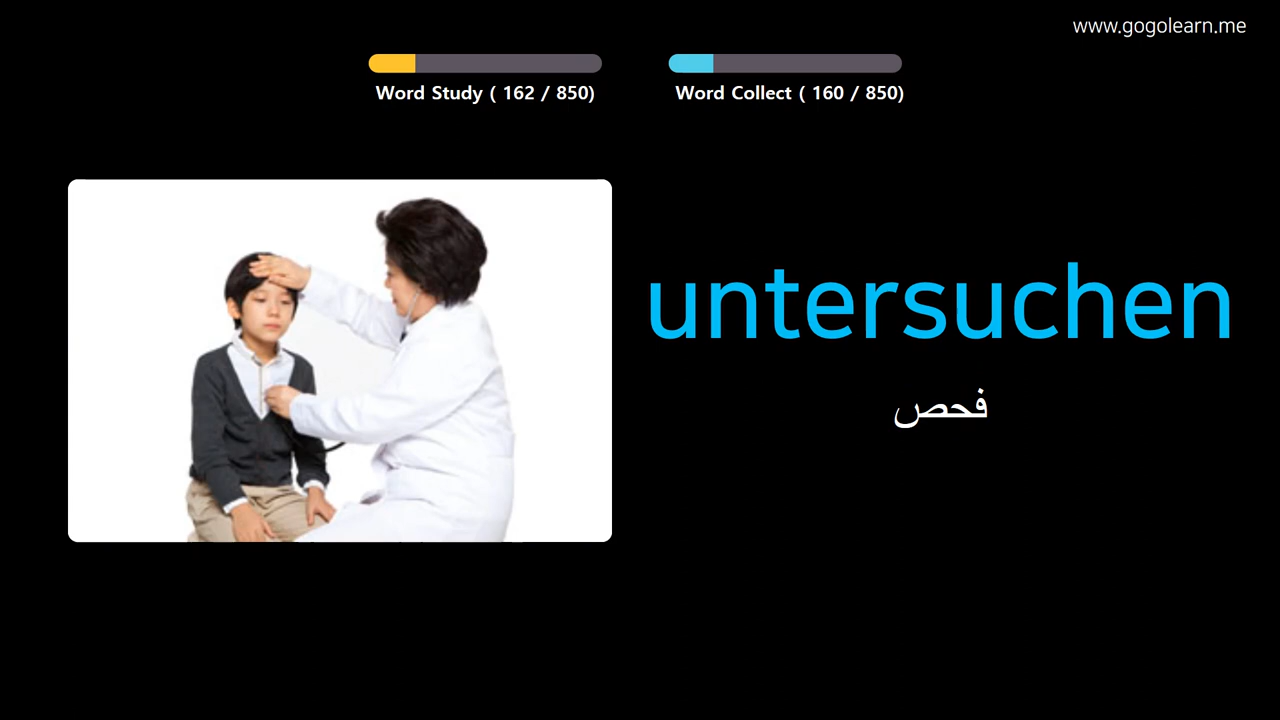 www.gogolearn.me
Word Study ( 162 / 850)
Word Collect ( 160 / 850)
untersuchen
فحص